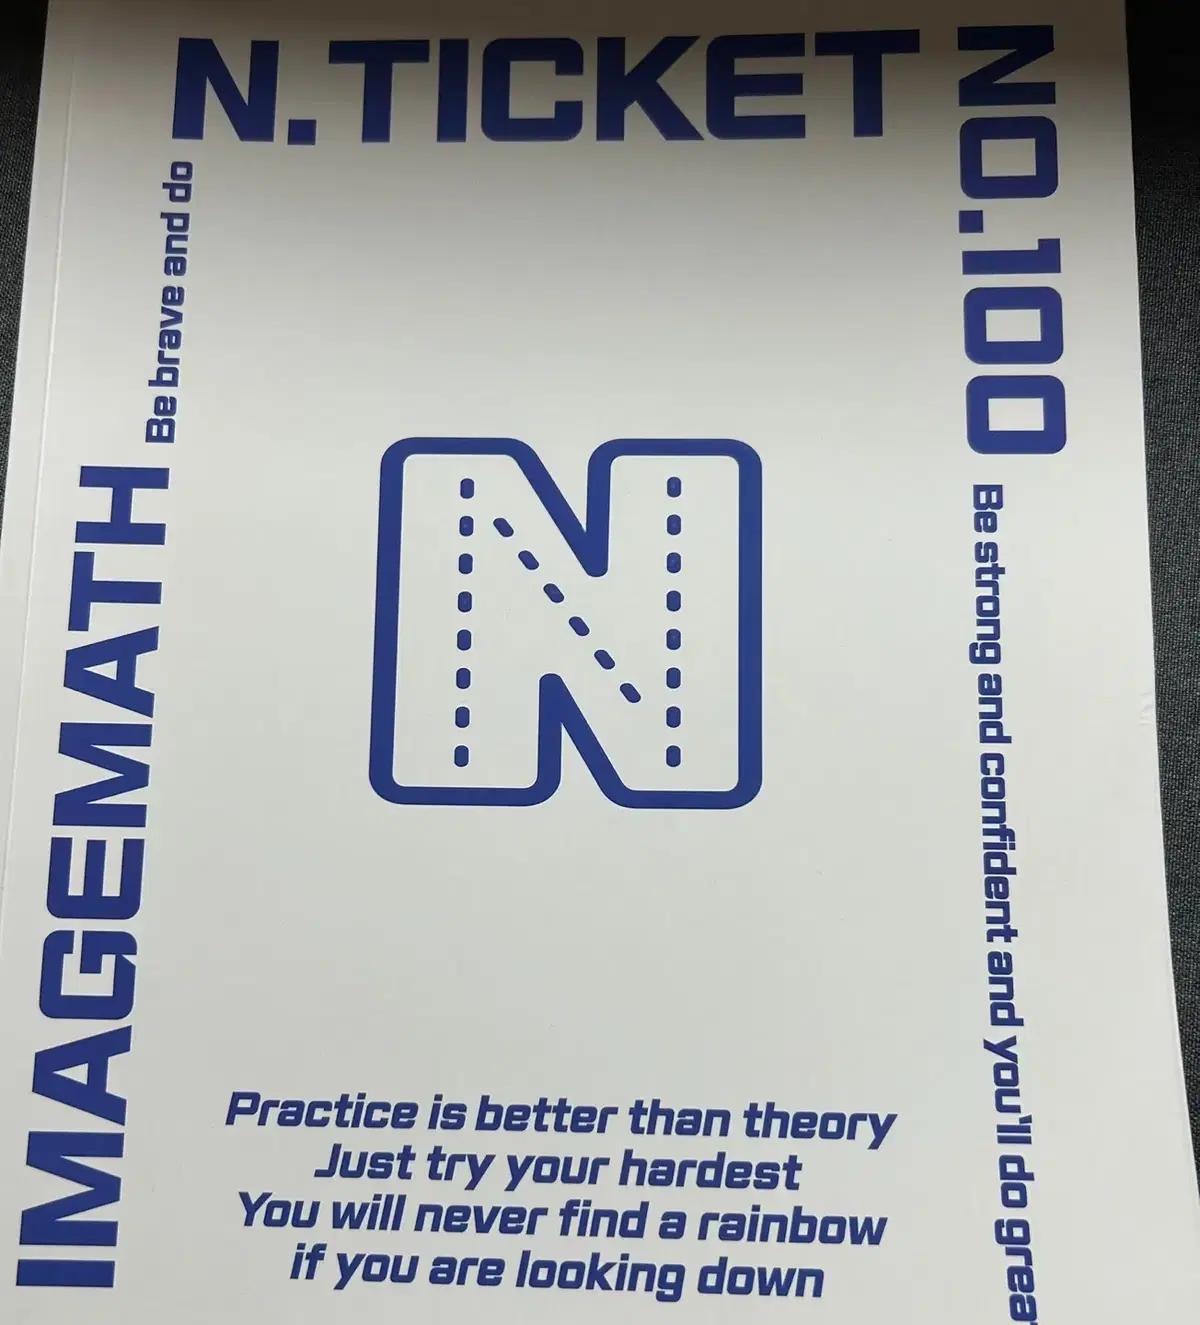 N.TICKET
NO.100
Be brave and do
IMAGEMATH
Be strong and confident and you'll do
N
Practice is better than theory
Just try your hardest
You will never find a rainbow
if you are looking down